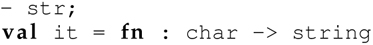 - str;
val it = fn : char -> string